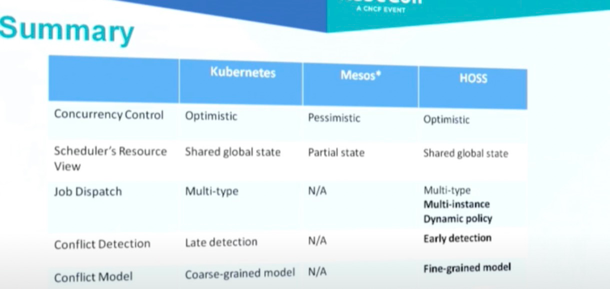 A CNCF EVENT
Summary
Kubernetes Mesos* HOSS
Concurrency Control Optimistic Pessimistic Optimistic
Scheduler's Resource View Shared global state Partial state Shared global state
Job Dispatch Multi-type N/A Multi-type
Multi-instance
Dynamic policy
Conflict Detection Late detection N/A Early detection
Conflict Model Coarse-grained model N/A Fine-grained model